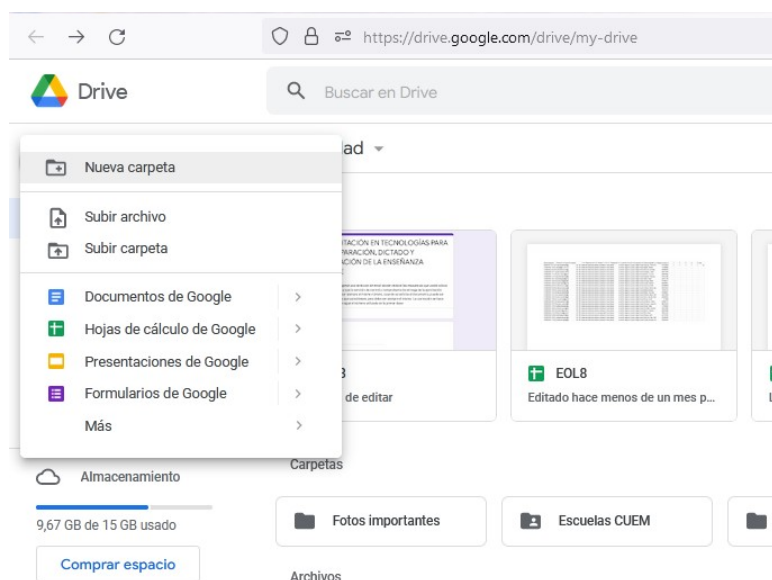 https://drive.google.com/drive/my-drive
Drive
Buscar en Drive
ad
Nueva carpeta
Subir archivo
Subir carpeta
Documentos de Google
Hojas de cálculo de Google
Presentaciones de Google
Formularios de Google
Más
TACIÓN EN TECNOLOGÍAS PARA
PARACIÓN, DICTADO Y
ACIÓN DE LA ENSEÑANZA
EOL8
de editar
Editado hace menos de un mes p...
Almacenamiento
9,67 GB de 15 GB usado
Comprar espacio
Carpetas
Fotos importantes
Escuelas CUEM
Archivos